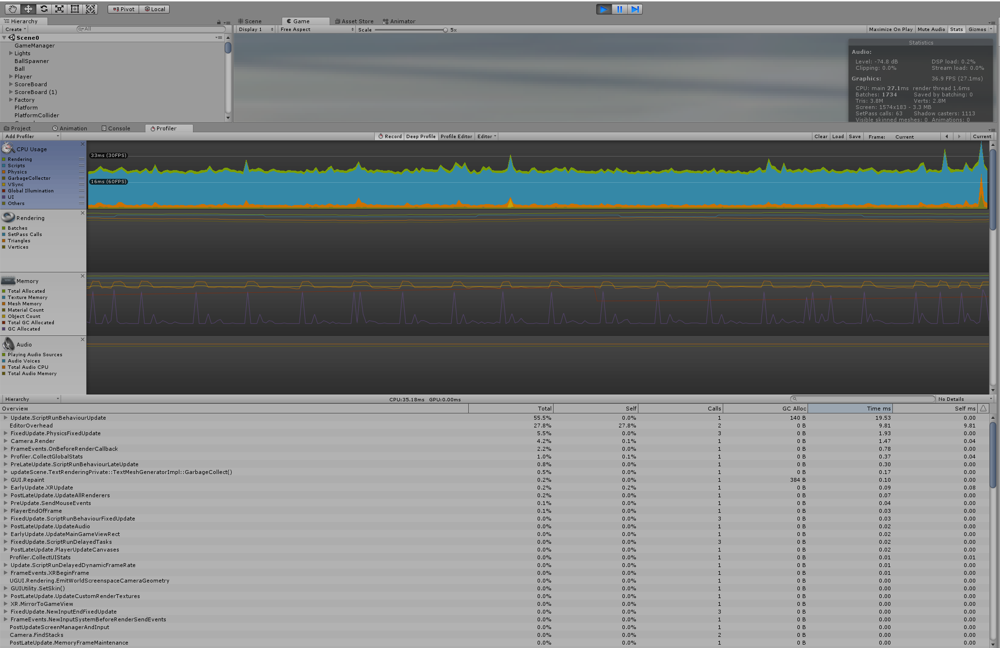 Pivot Local
Hierarchy
Create All
Scene0
GameManager
Lights
BallSpawner
Ball
Player
ScoreBoard
ScoreBoard (1)
Factory
Platform
PlatformCollider
Scene Game Asset Store Animator
Display 1 Free Aspect Scale 5x Maximize On Play Mute Audio Stats Gizmos
Statistics
Audio:
Level: -74.8 dB DSP load: 0.2%
Clipping: 0.0% Stream load: 0.0%
Graphics: 36.9 FPS (27.1ms)
CPU: main 27.1ms render thread 1.6ms
Batches: 1734 Saved by batching: 0
Tris: 3.8M Verts: 2.8M
Screen: 1574x183 - 3.3 MB
SetPass calls: 63 Shadow casters: 1113
Visible skinned meshes: 0 Animations: 0
Project Animation Console Profiler
Add Profiler Record Deep Profile Profile Editor Editor Clear Load Save Frame: Current Current
CPU Usage
Rendering
Scripts
Physics
GarbageCollector
VSync
Global Illumination
UI
Others
33ms (30FPS)
16ms (60FPS)
Rendering
Batches
SetPass Calls
Triangles
Vertices
Memory
Total Allocated
Texture Memory
Mesh Memory
Material Count
Object Count
Total GC Allocated
GC Allocated
Audio
Playing Audio Sources
Audio Voices
Total Audio CPU
Total Audio Memory
Hierarchy CPU:35.18ms GPU:0.00ms No Details
Overview Total Self Calls GC Alloc Time ms Self ms
Update.ScriptRunBehaviourUpdate 55.5% 0.0% 1 140 B 19.53 0.00
EditorOverhead 27.8% 27.8% 2 0 B 9.81 9.81
FixedUpdate.PhysicsFixedUpdate 5.5% 0.0% 3 0 B 1.93 0.00
Camera.Render 4.2% 0.1% 1 0 B 1.47 0.04
FrameEvents.OnBeforeRenderCallback 2.2% 0.0% 1 0 B 0.78 0.00
Profiler.CollectGlobalStats 1.0% 0.1% 1 0 B 0.37 0.04
PreLateUpdate.ScriptRunBehaviourLateUpdate 0.8% 0.0% 1 0 B 0.30 0.00
updateScene.TextRenderingPrivate::TextMeshGeneratorImpl::GarbageCollect() 0.5% 0.0% 1 0 B 0.17 0.00
GUI.Repaint 0.2% 0.0% 1 384 B 0.10 0.00
EarlyUpdate.XRUpdate 0.2% 0.2% 1 0 B 0.09 0.08
PostLateUpdate.UpdateAllRenderers 0.2% 0.0% 1 0 B 0.07 0.00
PreUpdate.SendMouseEvents 0.1% 0.0% 1 0 B 0.04 0.00
PlayerEndOfFrame 0.1% 0.0% 1 0 B 0.03 0.00
FixedUpdate.ScriptRunBehaviourFixedUpdate 0.0% 0.0% 3 0 B 0.03 0.00
PostLateUpdate.UpdateAudio 0.0% 0.0% 1 0 B 0.02 0.00
EarlyUpdate.UpdateMainGameViewRect 0.0% 0.0% 1 0 B 0.02 0.00
FixedUpdate.ScriptRunDelayedTasks 0.0% 0.0% 3 0 B 0.02 0.00
PostLateUpdate.PlayerUpdateCanvases 0.0% 0.0% 1 0 B 0.02 0.00
Profiler.CollectUIStats 0.0% 0.0% 1 0 B 0.01 0.01
Update.ScriptRunDelayedDynamicFrameRate 0.0% 0.0% 1 0 B 0.01 0.00
FrameEvents.XRBeginFrame 0.0% 0.0% 1 0 B 0.01 0.00
UGUI.Rendering.EmitWorldScreenspaceCameraGeometry 0.0% 0.0% 1 0 B 0.00 0.00
GUIUtility.SetSkin() 0.0% 0.0% 1 0 B 0.00 0.00
PostLateUpdate.UpdateCustomRenderTextures 0.0% 0.0% 1 0 B 0.00 0.00
XR.MirrorToGameView 0.0% 0.0% 1 0 B 0.00 0.00
FixedUpdate.NewInputEndFixedUpdate 0.0% 0.0% 3 0 B 0.00 0.00
FrameEvents.NewInputSystemBeforeRenderSendEvents 0.0% 0.0% 1 0 B 0.00 0.00
PostUpdateScreenManagerAndInput 0.0% 0.0% 1 0 B 0.00 0.00
Camera.FindStacks 0.0% 0.0% 2 0 B 0.00 0.00
PostLateUpdate.MemoryFrameMaintenance 0.0% 0.0% 1 0 B 0.00 0.00